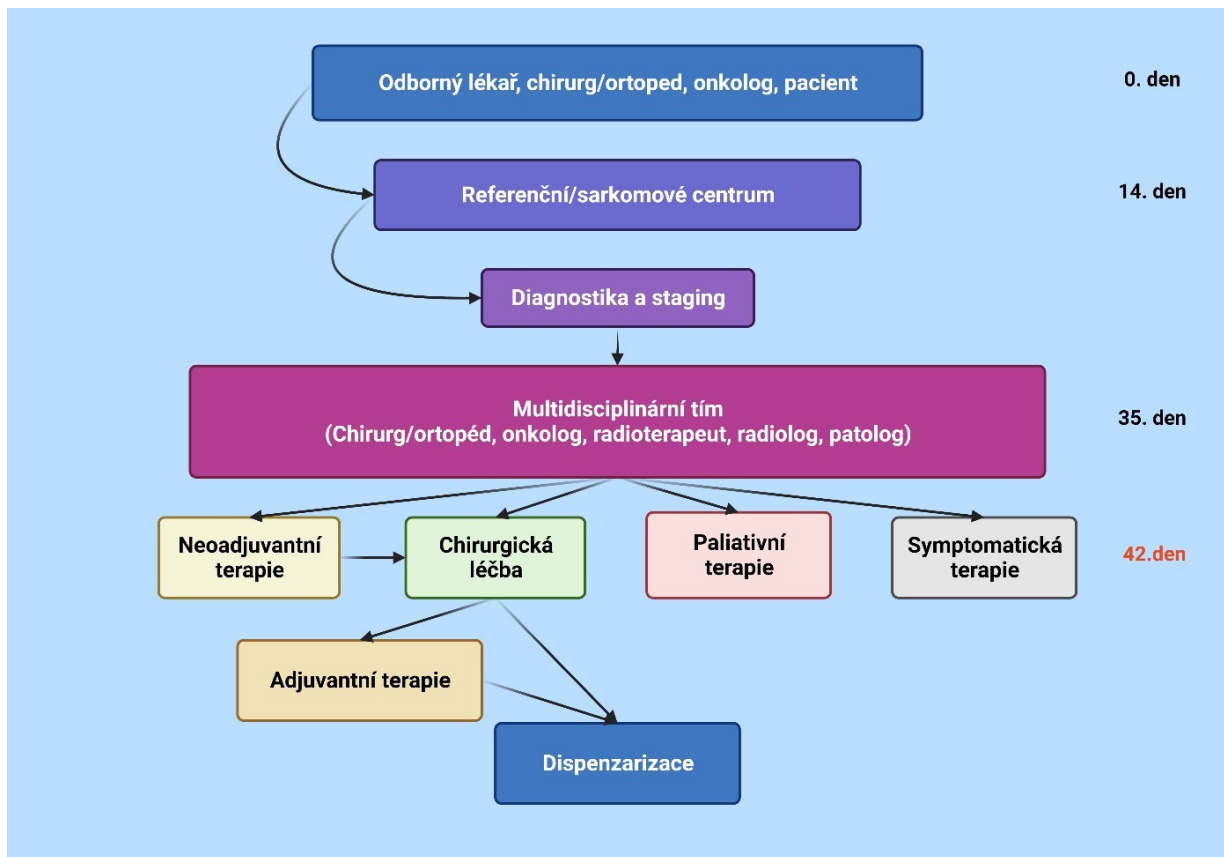 Odborný lékař, chirurg/ortoped, onkolog, pacient
0. den
Referenční/sarkomové centrum
14. den
Diagnostika a staging
Multidisciplinární tím
(Chirurg/ortopéd, onkolog, radioterapeut, radiolog, patolog)
35. den
Neoadjuvantní
terapie
Chirurgická
léčba
Paliativní
terapie
Symptomatická
terapie
42.den
Adjuvantní terapie
Dispenzarizace